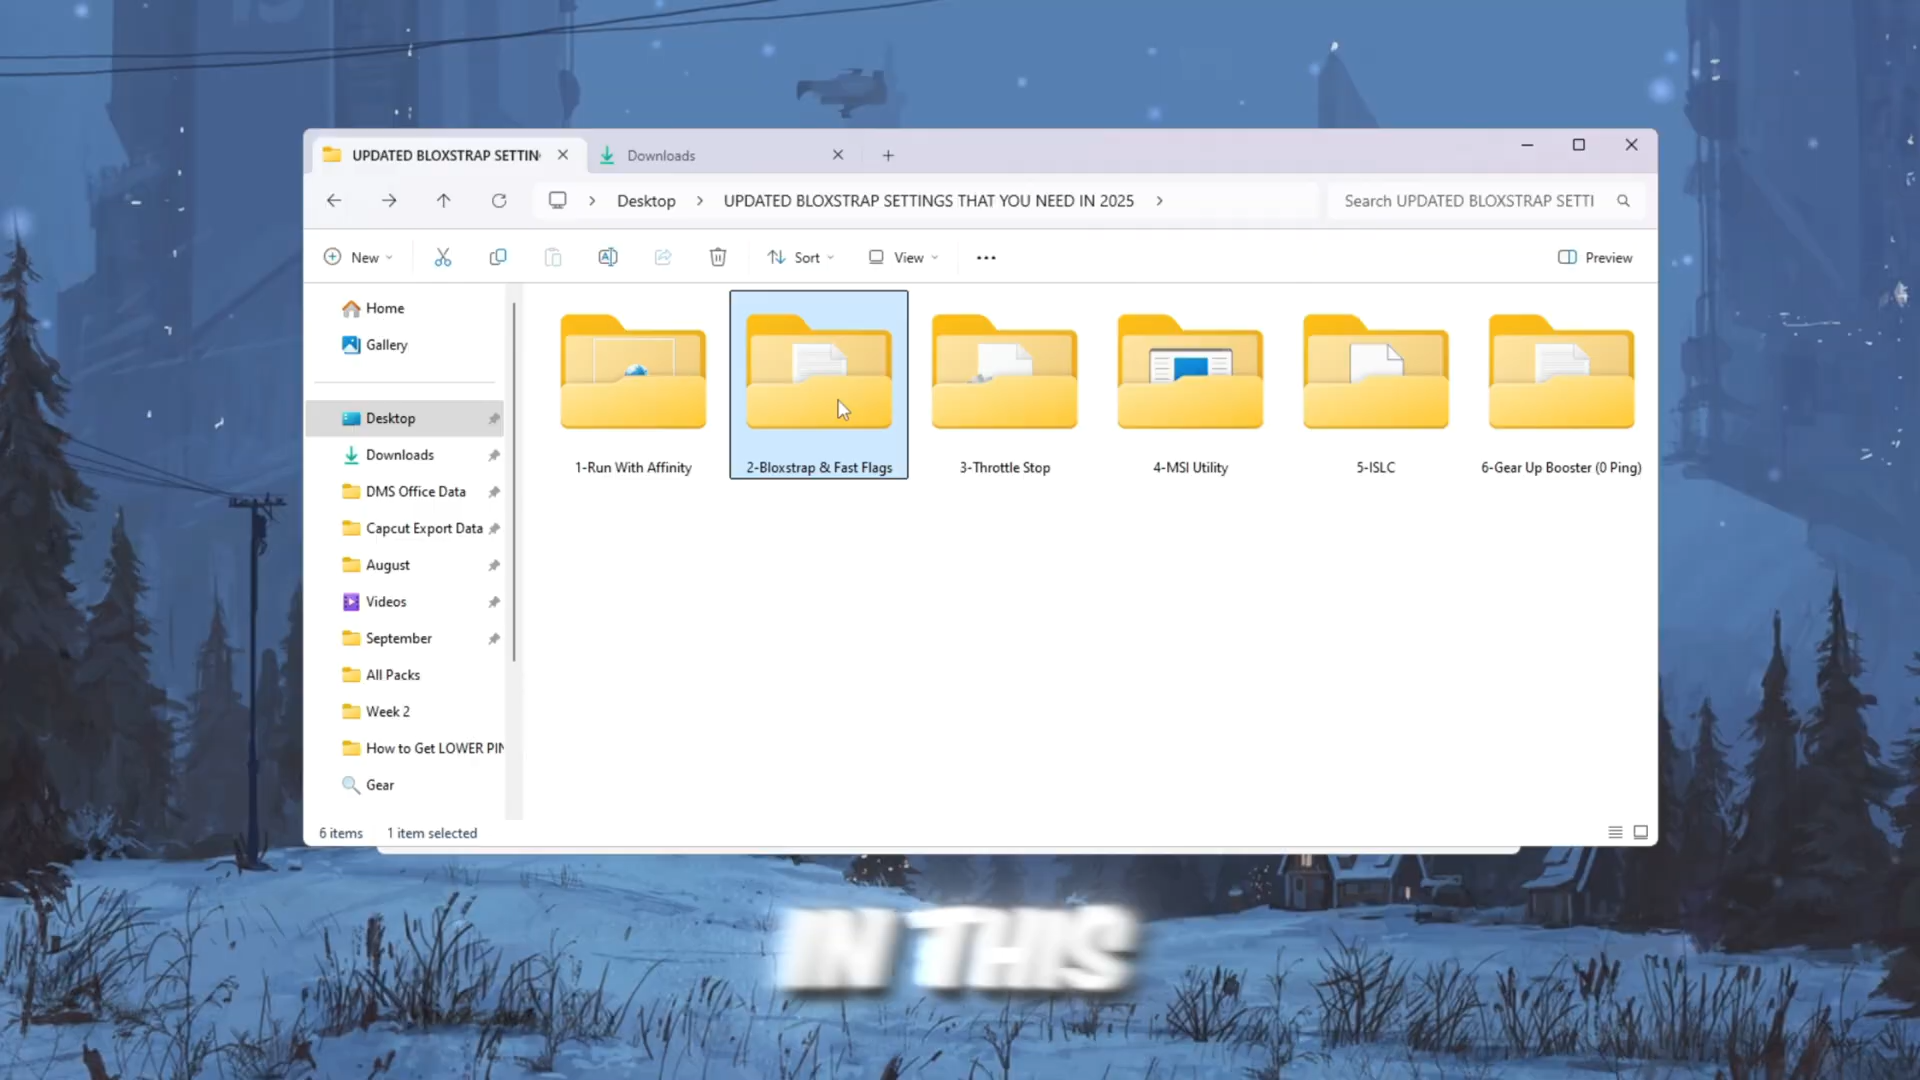 UPDATED BLOXSTRAP SETTIN
Downloads
Desktop
UPDATED BLOXSTRAP SETTINGS THAT YOU NEED IN 2025
Search UPDATED BLOXSTRAP SETTI
New
Sort
View
Preview
Home
Gallery
Desktop
Downloads
DMS Office Data
Capcut Export Data
August
Videos
September
All Packs
Week 2
How to Get LOWER PIN
Gear
1-Run With Affinity
2-Bloxstrap & Fast Flags
3-Throttle Stop
4-MSI Utility
5-ISLC
6-Gear Up Booster (0 Ping)
6 items
1 item selected
IN THIS